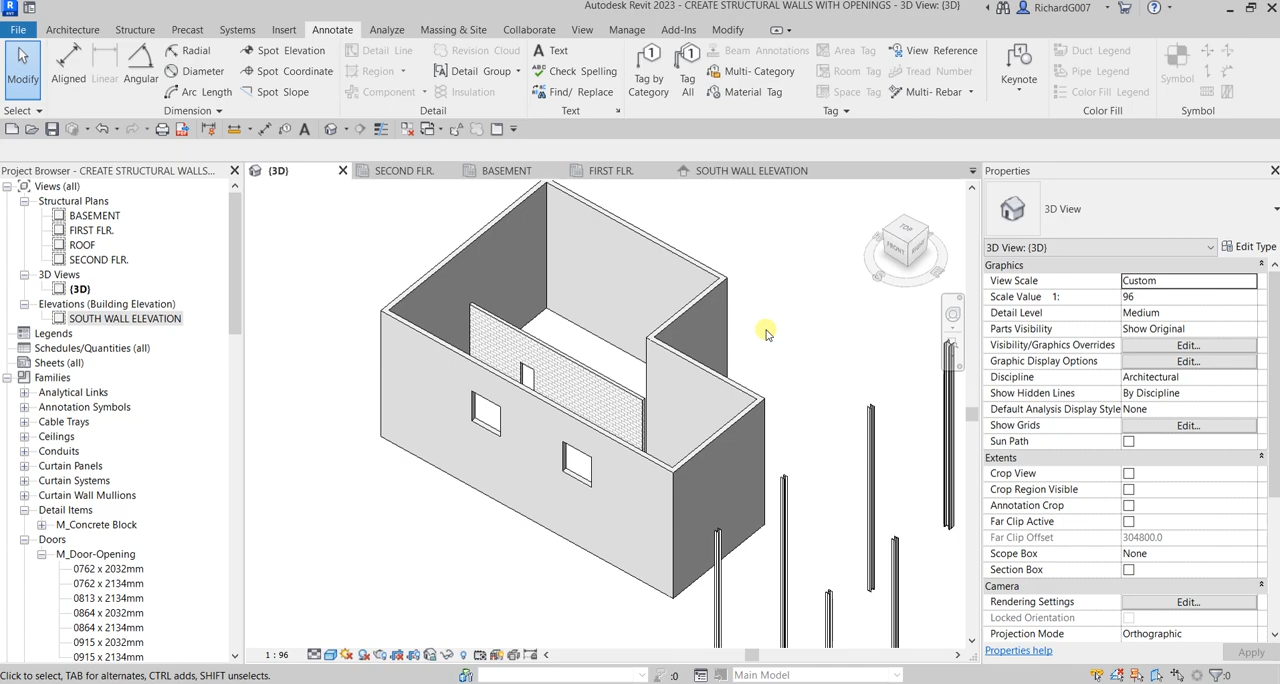 Autodesk Revit 2023 - CREATE STRUCTURAL WALLS WITH OPENINGS - 3D View: {3D}
RichardG007
File Architecture Structure Precast Systems Insert Annotate Analyze Massing & Site Collaborate View Manage Add-Ins Modify
Modify
Select
Aligned Linear Angular
Radial
Diameter
Arc Length
Spot Elevation
Spot Coordinate
Spot Slope
Dimension
Detail Line
Region
Component
Revision Cloud
Detail Group
Insulation
Detail
Text
Check Spelling
Find/ Replace
Text
Tag by Category
Tag All
Beam Annotations
Multi- Category
Material Tag
Area Tag
Room Tag
Space Tag
View Reference
Tread Number
Multi- Rebar
Tag
Keynote
Duct Legend
Pipe Legend
Color Fill Legend
Color Fill
Symbol
Symbol
Project Browser - CREATE STRUCTURAL WALLS...
Views (all)
Structural Plans
BASEMENT
FIRST FLR.
ROOF
SECOND FLR.
3D Views
{3D}
Elevations (Building Elevation)
SOUTH WALL ELEVATION
Legends
Schedules/Quantities (all)
Sheets (all)
Families
Analytical Links
Annotation Symbols
Cable Trays
Ceilings
Conduits
Curtain Panels
Curtain Systems
Curtain Wall Mullions
Detail Items
M_Concrete Block
Doors
M_Door-Opening
0762 x 2032mm
0762 x 2134mm
0813 x 2134mm
0864 x 2032mm
0864 x 2134mm
0915 x 2032mm
0915 x 2134mm
{3D} SECOND FLR. BASEMENT FIRST FLR. SOUTH WALL ELEVATION
TOP
FRONT
RIGHT
1 : 96
Properties
3D View
3D View: {3D} Edit Type
Graphics
View Scale Custom
Scale Value 1: 96
Detail Level Medium
Parts Visibility Show Original
Visibility/Graphics Overrides Edit...
Graphic Display Options Edit...
Discipline Architectural
Show Hidden Lines By Discipline
Default Analysis Display Style None
Show Grids Edit...
Sun Path
Extents
Crop View
Crop Region Visible
Annotation Crop
Far Clip Active
Far Clip Offset 304800.0
Scope Box None
Section Box
Camera
Rendering Settings Edit...
Locked Orientation
Projection Mode Orthographic
Properties help Apply
Click to select, TAB for alternates, CTRL adds, SHIFT unselects.
:0
Main Model
:0